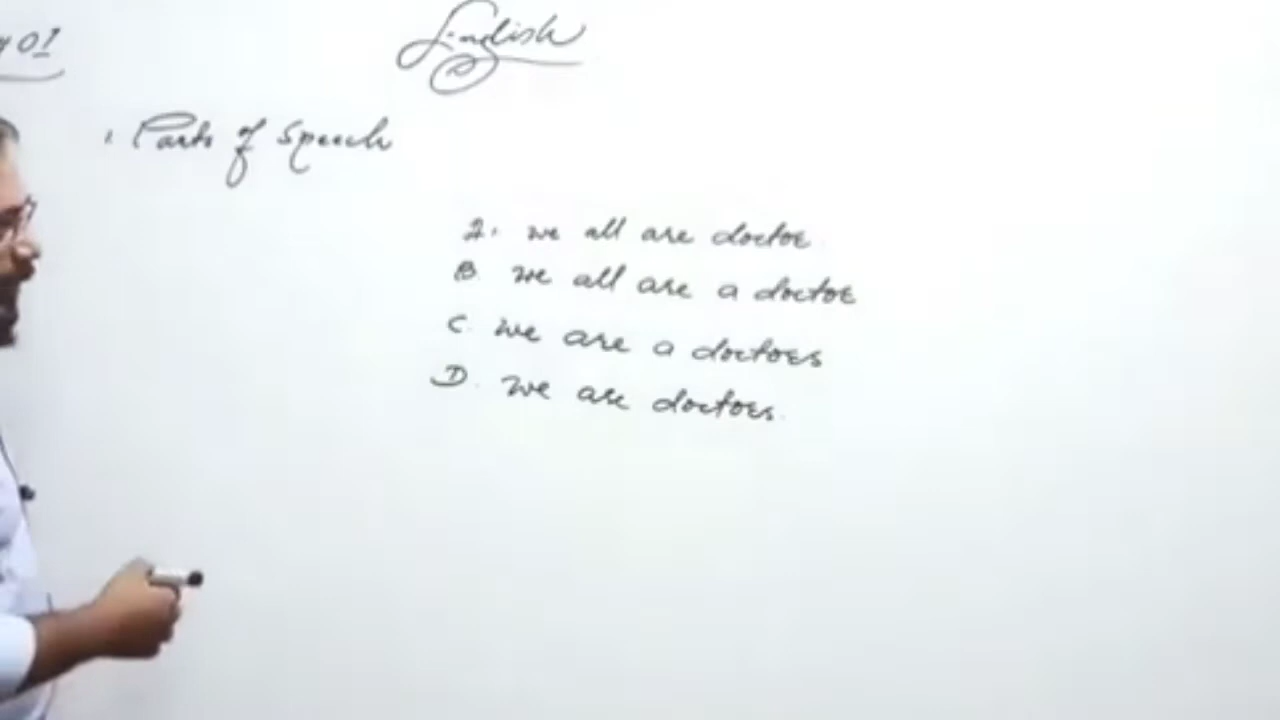 English
01
1. Parts of Speech
A. we all are doctor
B. we all are a doctor
C. we are a doctors
D. we are doctors.